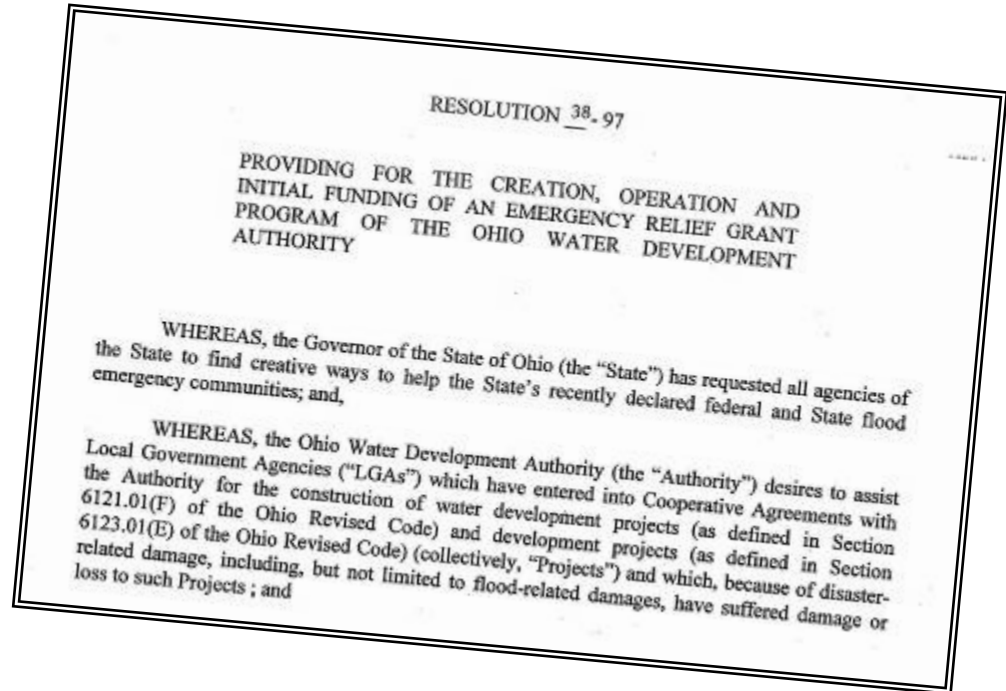 RESOLUTION 38-97
PROVIDING FOR THE CREATION, OPERATION AND
INITIAL FUNDING OF AN EMERGENCY RELIEF GRANT
PROGRAM OF THE OHIO WATER DEVELOPMENT
AUTHORITY
WHEREAS, the Governor of the State of Ohio (the “State”) has requested all agencies of
the State to find creative ways to help the State’s recently declared federal and State flood
emergency communities; and,
WHEREAS, the Ohio Water Development Authority (the “Authority”) desires to assist
Local Government Agencies (“LGAs”) which have entered into Cooperative Agreements with
the Authority for the construction of water development projects (as defined in Section
6121.01(F) of the Ohio Revised Code) and development projects (as defined in Section
6123.01(E) of the Ohio Revised Code) (collectively, “Projects”) and which, because of disaster-
related damage, including, but not limited to flood-related damages, have suffered damage or
loss to such Projects ; and